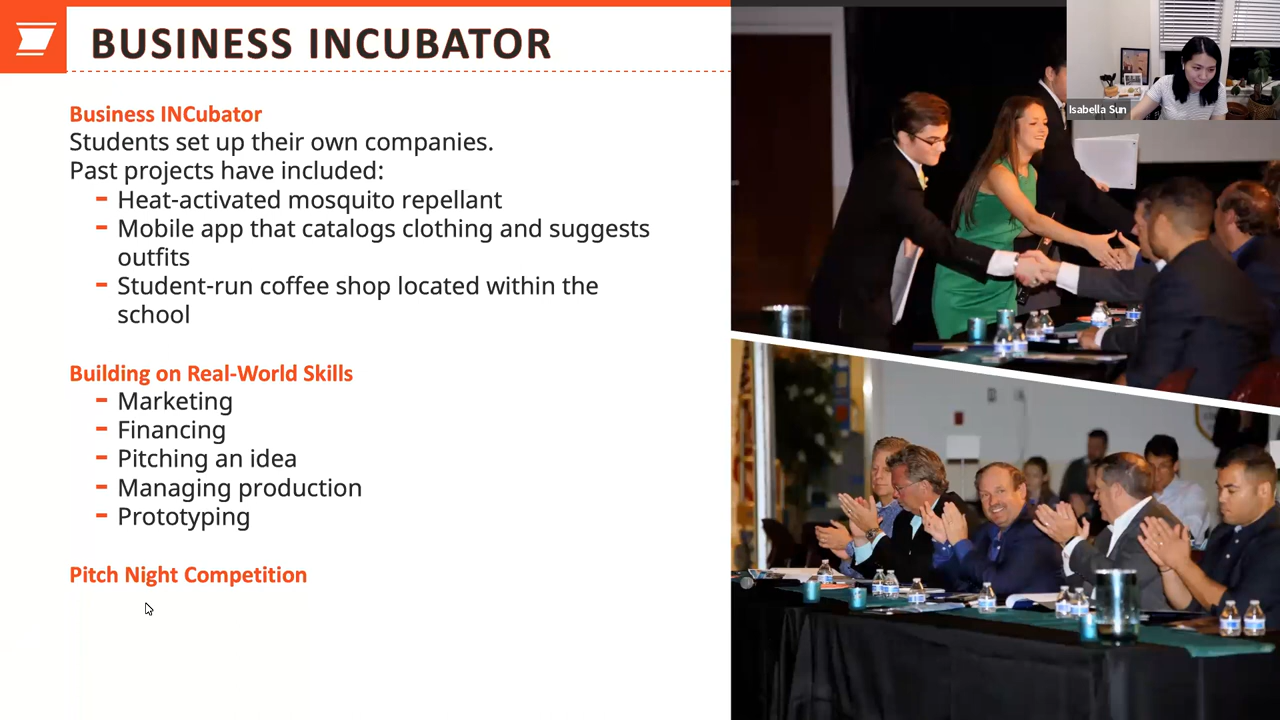 BUSINESS INCUBATOR
Isabella Sun
Business INCubator
Students set up their own companies.
Past projects have included:
- Heat-activated mosquito repellant
- Mobile app that catalogs clothing and suggests
outfits
- Student-run coffee shop located within the
school
Building on Real-World Skills
- Marketing
- Financing
- Pitching an idea
- Managing production
- Prototyping
Pitch Night Competition